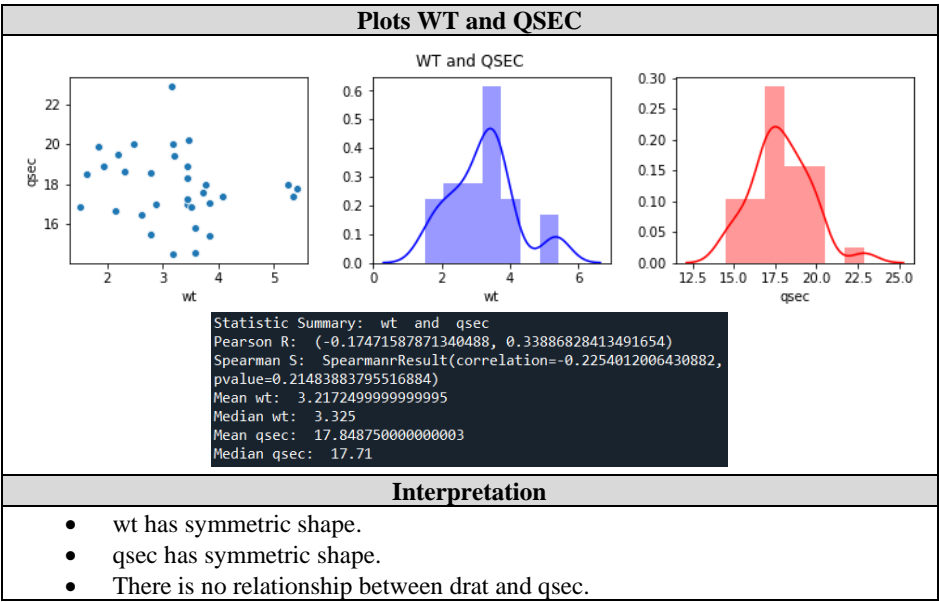 Plots WT and QSEC
WT and QSEC
22
20
18
16
qsec
2
3
4
5
wt
0.6
0.5
0.4
0.3
0.2
0.1
0.0
0
2
4
6
wt
0.30
0.25
0.20
0.15
0.10
0.05
0.00
12.5
15.0
17.5
20.0
22.5
25.0
qsec
Statistic Summary:  wt  and  qsec
Pearson R:  (-0.17471587871340488, 0.33886828413491654)
Spearman S:  SpearmanrResult(correlation=-0.2254012006430882,
pvalue=0.21483883795516884)
Mean wt:  3.2172499999999995
Median wt:  3.325
Mean qsec:  17.848750000000003
Median qsec:  17.71
Interpretation
• wt has symmetric shape.
• qsec has symmetric shape.
• There is no relationship between drat and qsec.